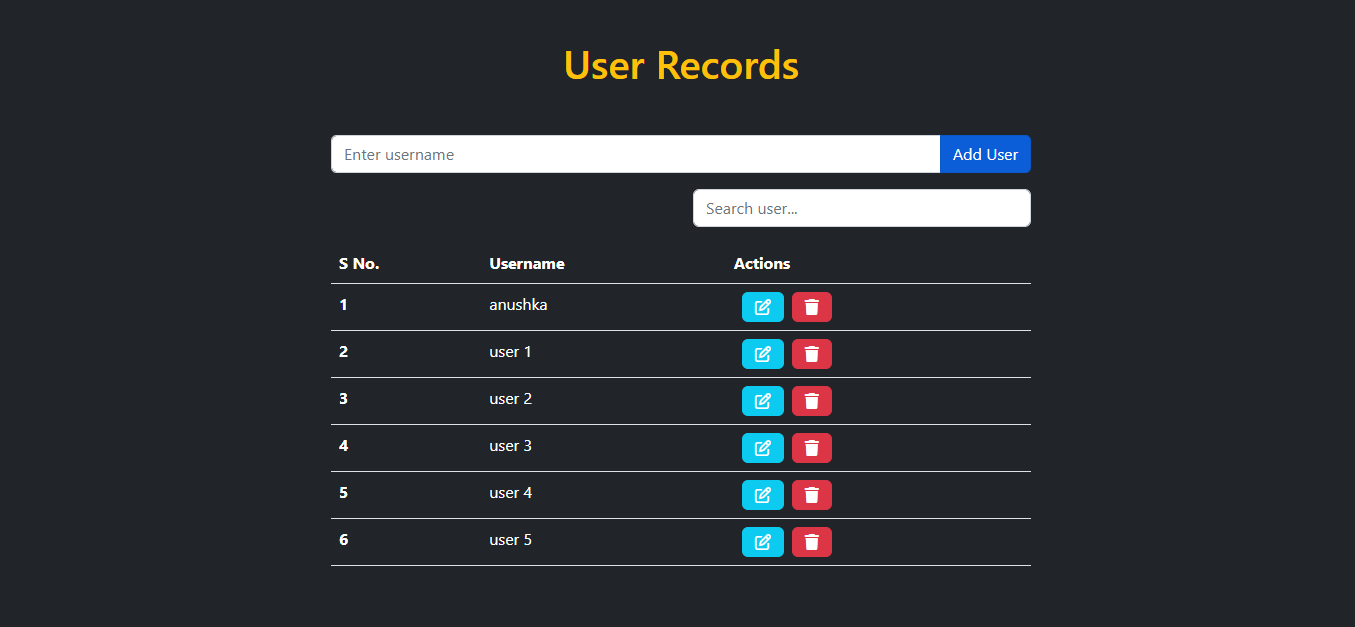 User Records
Enter username Add User
Search user...
S No. Username Actions
1 anushka
2 user 1
3 user 2
4 user 3
5 user 4
6 user 5